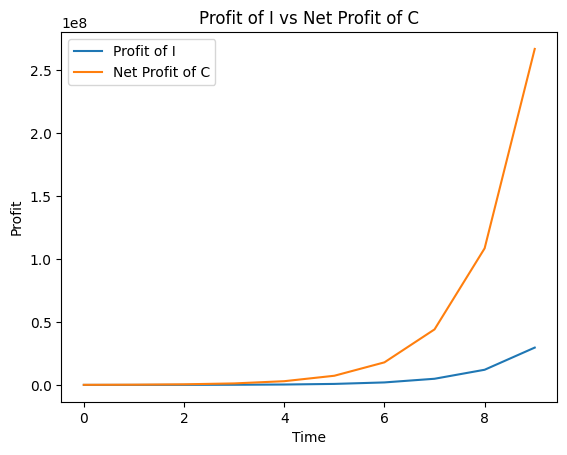 Profit of I vs Net Profit of C
1e8
Profit of I
Net Profit of C
2.5
2.0
1.5
1.0
0.5
0.0
Profit
0 2 4 6 8
Time